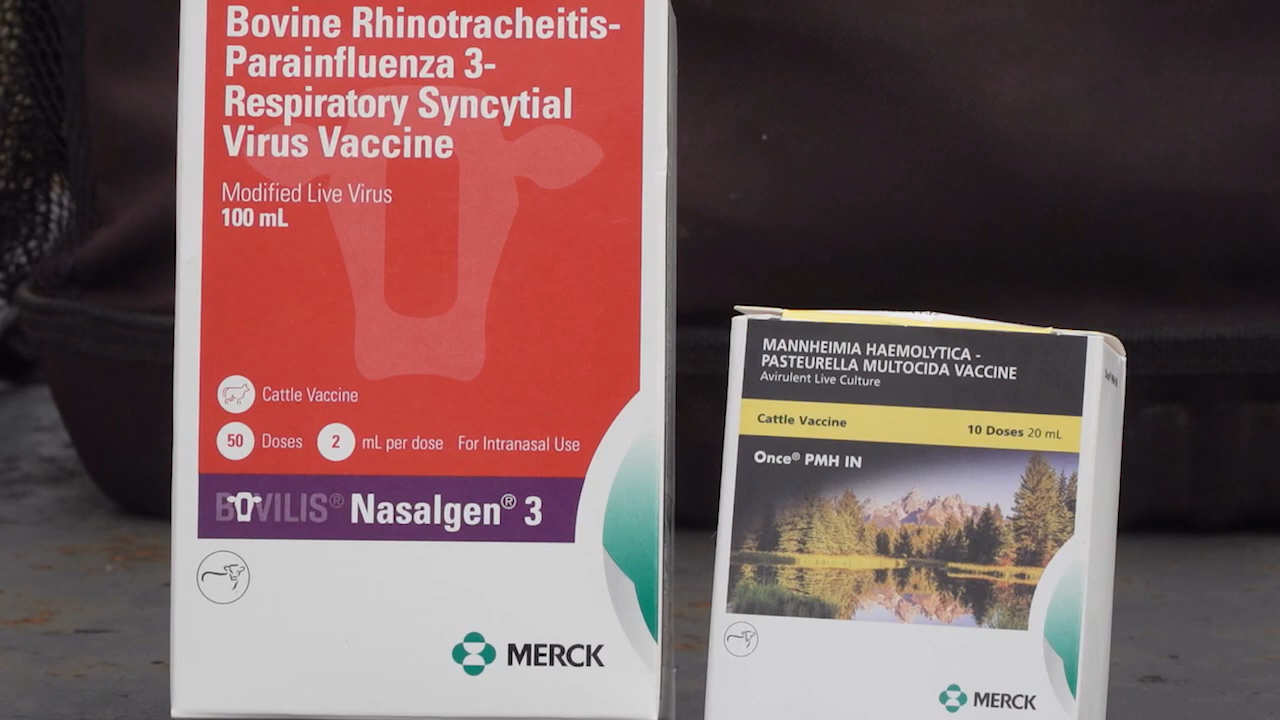 Bovine Rhinotracheitis-
Parainfluenza 3-
Respiratory Syncytial
Virus Vaccine
Modified Live Virus
100 mL
Cattle Vaccine
50 Doses 2 mL per dose For Intranasal Use
BOVILIS® Nasalgen® 3
MERCK
MANNHEIMIA HAEMOLYTICA -
PASTEURELLA MULTOCIDA VACCINE
Avirulent Live Culture
Cattle Vaccine
10 Doses 20 mL
Once® PMH IN
MERCK